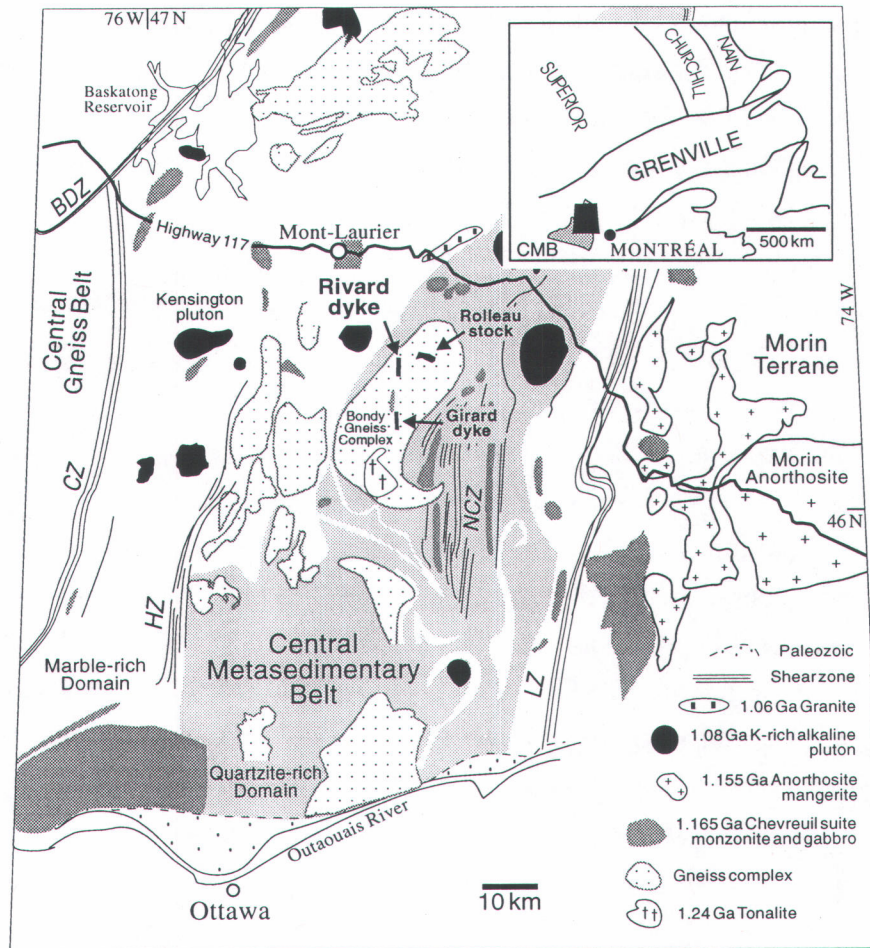 76 W 47 N
Baskatong
Reservoir
BDZ
Highway 117
Mont-Laurier
Central
Gneiss Belt
Kensington
pluton
Rivard
dyke
Rolleau
stock
Bondy
Gneiss
Complex
Girard
dyke
CZ
HZ
NCZ
LZ
SUPERIOR
CHURCHILL
NAIN
GRENVILLE
CMB
MONTRÉAL
500 km
74 W
Morin
Terrane
Morin
Anorthosite
46 N
Marble-rich
Domain
Central
Metasedimentary
Belt
Quartzite-rich
Domain
Outaouais River
Ottawa
10 km
Paleozoic
Shear zone
1.06 Ga Granite
1.08 Ga K-rich alkaline
pluton
1.155 Ga Anorthosite
mangerite
1.165 Ga Chevreuil suite
monzonite and gabbro
Gneiss complex
1.24 Ga Tonalite